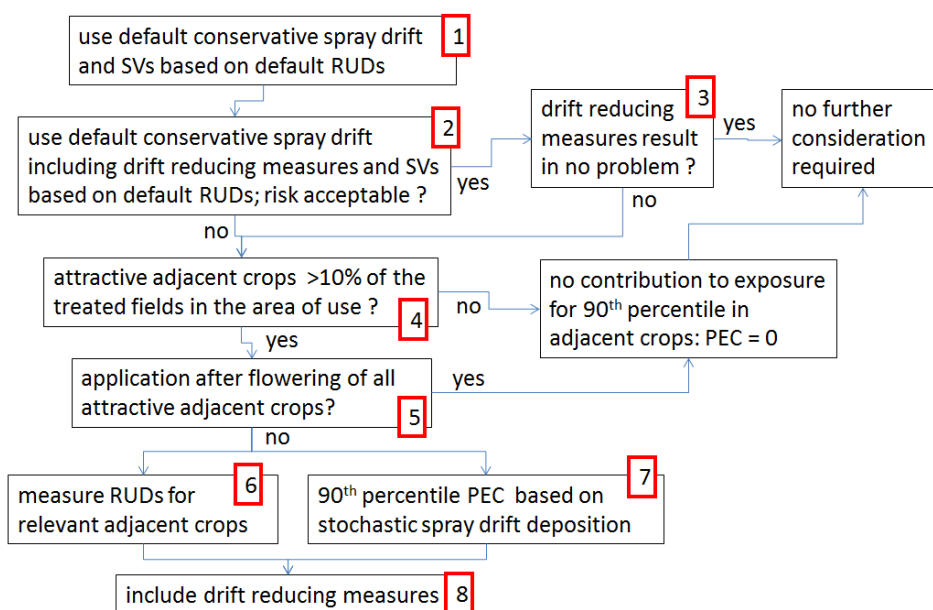 use default conservative spray drift
and SVs based on default RUDs
1
use default conservative spray drift
including drift reducing measures and SVs
based on default RUDs; risk acceptable ?
2
yes
no
drift reducing
measures result
in no problem ?
3
yes
no
no further
consideration
required
attractive adjacent crops >10% of the
treated fields in the area of use ?
4
no
yes
no contribution to exposure
for 90th percentile in
adjacent crops: PEC = 0
application after flowering of all
attractive adjacent crops?
5
yes
no
measure RUDs for
relevant adjacent crops
6
90th percentile PEC based on
stochastic spray drift deposition
7
include drift reducing measures
8